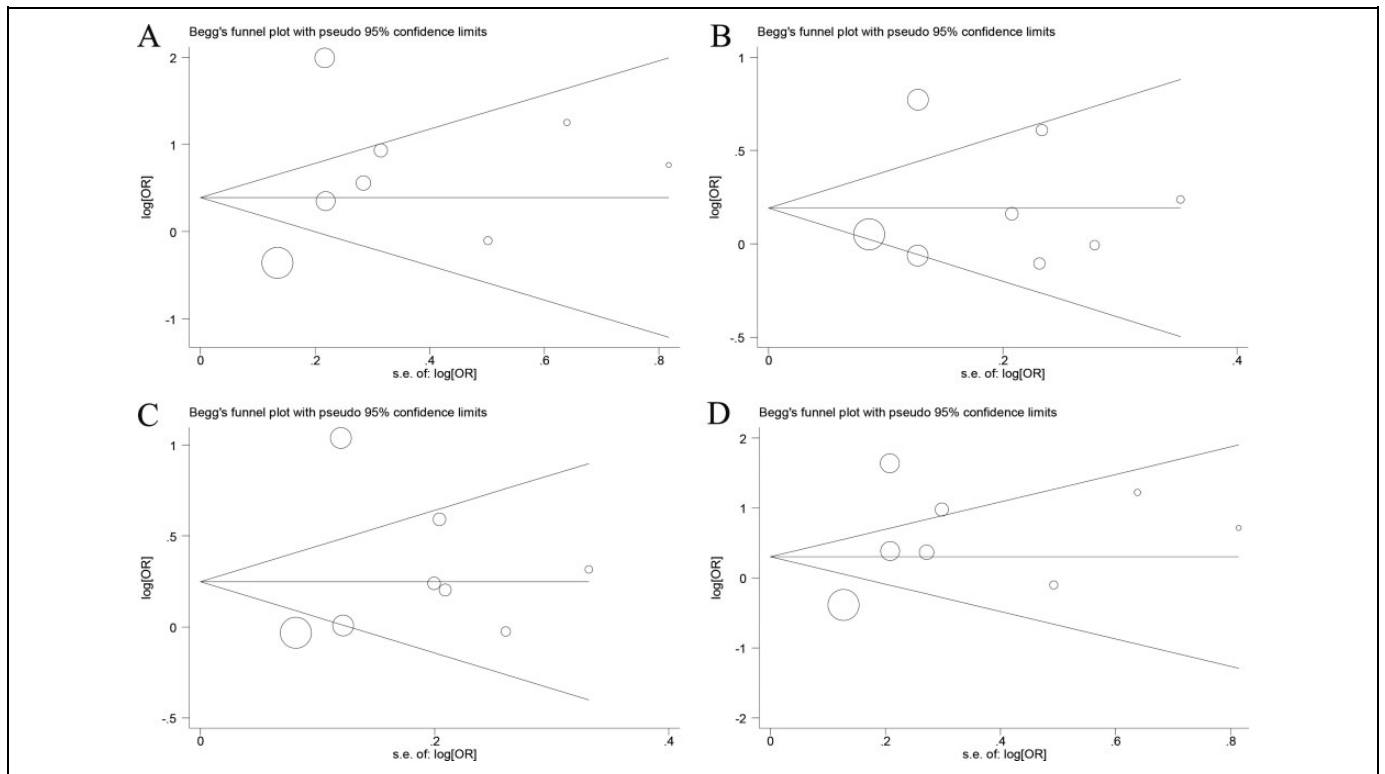 A
Begg's funnel plot with pseudo 95% confidence limits
2
1
0
-1
log[OR]
0 .2 .4 .6 .8
s.e. of: log[OR]
B
Begg's funnel plot with pseudo 95% confidence limits
1
.5
0
-.5
log[OR]
0 .2 .4
s.e. of: log[OR]
C
Begg's funnel plot with pseudo 95% confidence limits
1
.5
0
-.5
log[OR]
0 .2 .4
s.e. of: log[OR]
D
Begg's funnel plot with pseudo 95% confidence limits
2
1
0
-1
-2
log[OR]
0 .2 .4 .6 .8
s.e. of: log[OR]